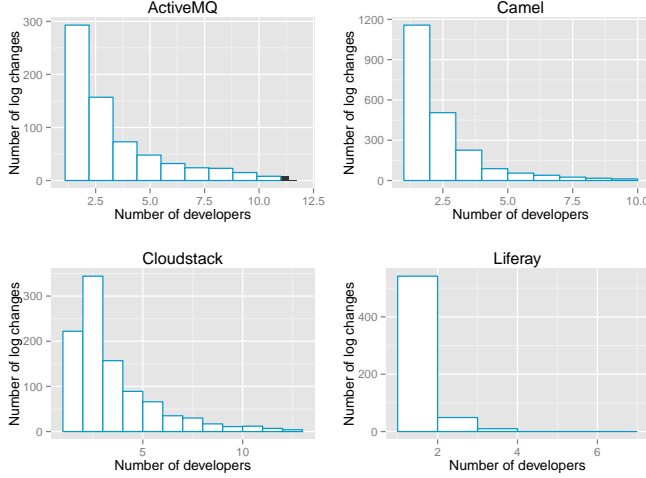 ActiveMQ
Number of log changes
300
200
100
0
2.5 5.0 7.5 10.0 12.5
Number of developers
Camel
Number of log changes
1200
900
600
300
0
2.5 5.0 7.5 10.0
Number of developers
Cloudstack
Number of log changes
300
200
100
0
5 10
Number of developers
Liferay
Number of log changes
400
200
0
2 4 6
Number of developers